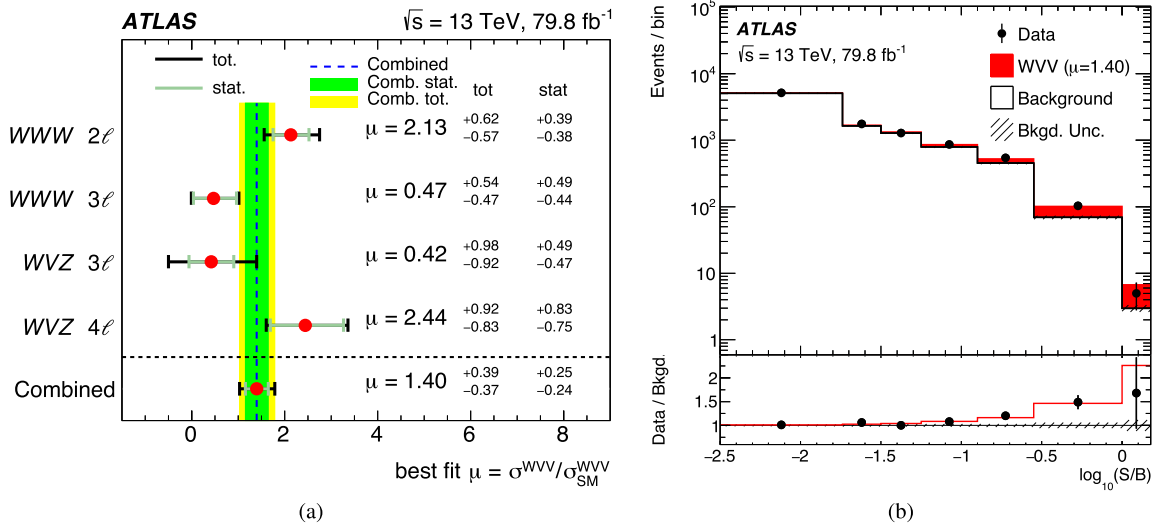 ATLAS √s = 13 TeV, 79.8 fb⁻¹
tot.
stat.
Combined
Comb. stat.
Comb. tot.
tot stat
WWW 2ℓ μ = 2.13 +0.62 −0.57 +0.39 −0.38
WWW 3ℓ μ = 0.47 +0.54 −0.47 +0.49 −0.44
WVZ 3ℓ μ = 0.42 +0.98 −0.92 +0.49 −0.47
WVZ 4ℓ μ = 2.44 +0.92 −0.83 +0.83 −0.75
Combined μ = 1.40 +0.39 −0.37 +0.25 −0.24
0 2 4 6 8
best fit μ = σ^WVV/σ^WVV_SM
(a)
Events / bin
10⁵
10⁴
10³
10²
10
1
ATLAS
√s = 13 TeV, 79.8 fb⁻¹
Data
WVV (μ=1.40)
Background
Bkgd. Unc.
Data / Bkgd.
2
1.5
1
−2.5 −2 −1.5 −1 −0.5 0
log₁₀(S/B)
(b)